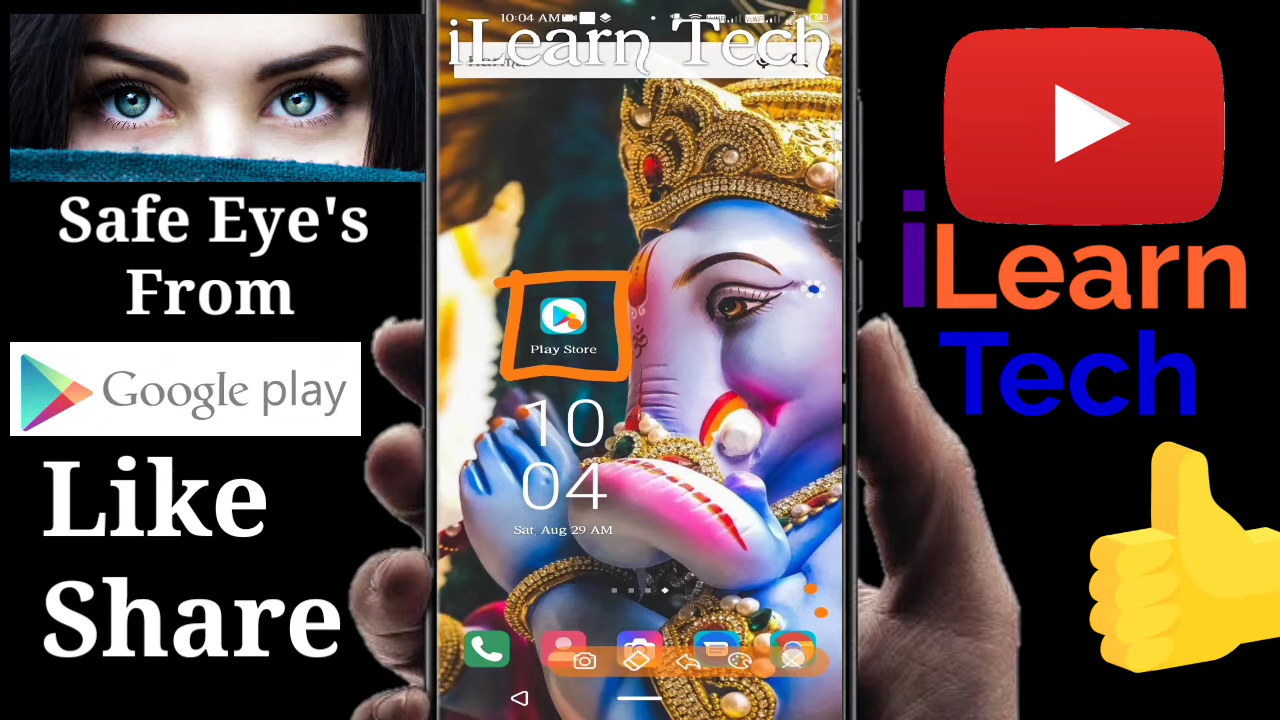 10:04 AM
iLearn Tech
Safe Eye's
From
Google play
Like
Share
Play Store
10
04
Sat, Aug 29 AM
iLearn
Tech